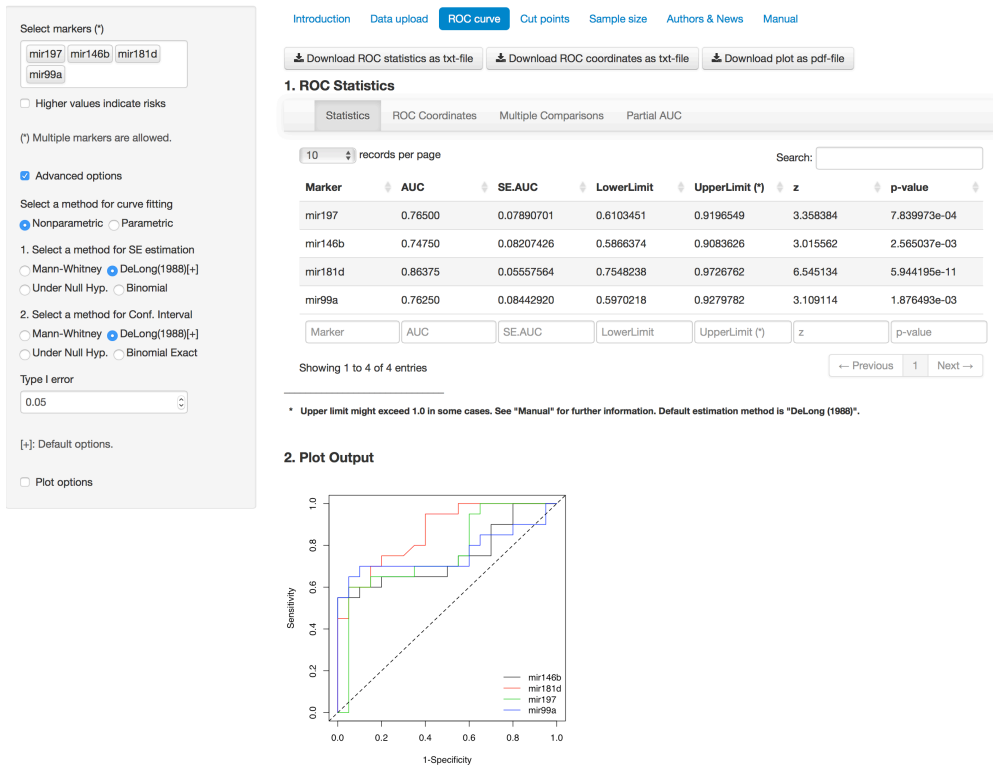 Select markers (*)
mir197 mir146b mir181d
mir99a
Higher values indicate risks
(*) Multiple markers are allowed.
Advanced options
Select a method for curve fitting
Nonparametric Parametric
1. Select a method for SE estimation
Mann-Whitney DeLong(1988)[+]
Under Null Hyp. Binomial
2. Select a method for Conf. Interval
Mann-Whitney DeLong(1988)[+]
Under Null Hyp. Binomial Exact
Type I error
0.05
[+]: Default options.
Plot options
Introduction Data upload ROC curve Cut points Sample size Authors & News Manual
Download ROC statistics as txt-file Download ROC coordinates as txt-file Download plot as pdf-file
1. ROC Statistics
Statistics ROC Coordinates Multiple Comparisons Partial AUC
10 records per page Search:
Marker AUC SE.AUC LowerLimit UpperLimit (*) z p-value
mir197 0.76500 0.07890701 0.6103451 0.9196549 3.358384 7.839973e-04
mir146b 0.74750 0.08207426 0.5866374 0.9083626 3.015562 2.565037e-03
mir181d 0.86375 0.05557564 0.7548238 0.9726762 6.545134 5.944195e-11
mir99a 0.76250 0.08442920 0.5970218 0.9279782 3.109114 1.876493e-03
Marker AUC SE.AUC LowerLimit UpperLimit (*) z p-value
Showing 1 to 4 of 4 entries ← Previous 1 Next →
* Upper limit might exceed 1.0 in some cases. See "Manual" for further information. Default estimation method is "DeLong (1988)".
2. Plot Output
1.0
0.8
0.6
0.4
0.2
0.0
Sensitivity
mir146b
mir181d
mir197
mir99a
0.0 0.2 0.4 0.6 0.8 1.0
1-Specificity